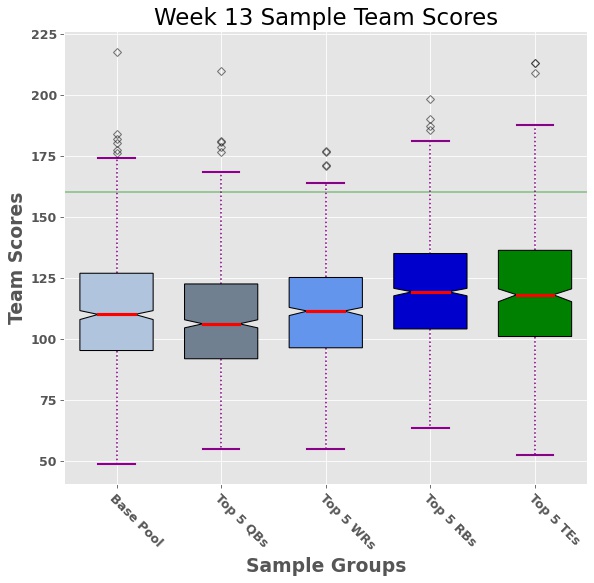 Week 13 Sample Team Scores
Team Scores
225
200
175
150
125
100
75
50
Base Pool
Top 5 QBs
Top 5 WRs
Top 5 RBs
Top 5 TEs
Sample Groups